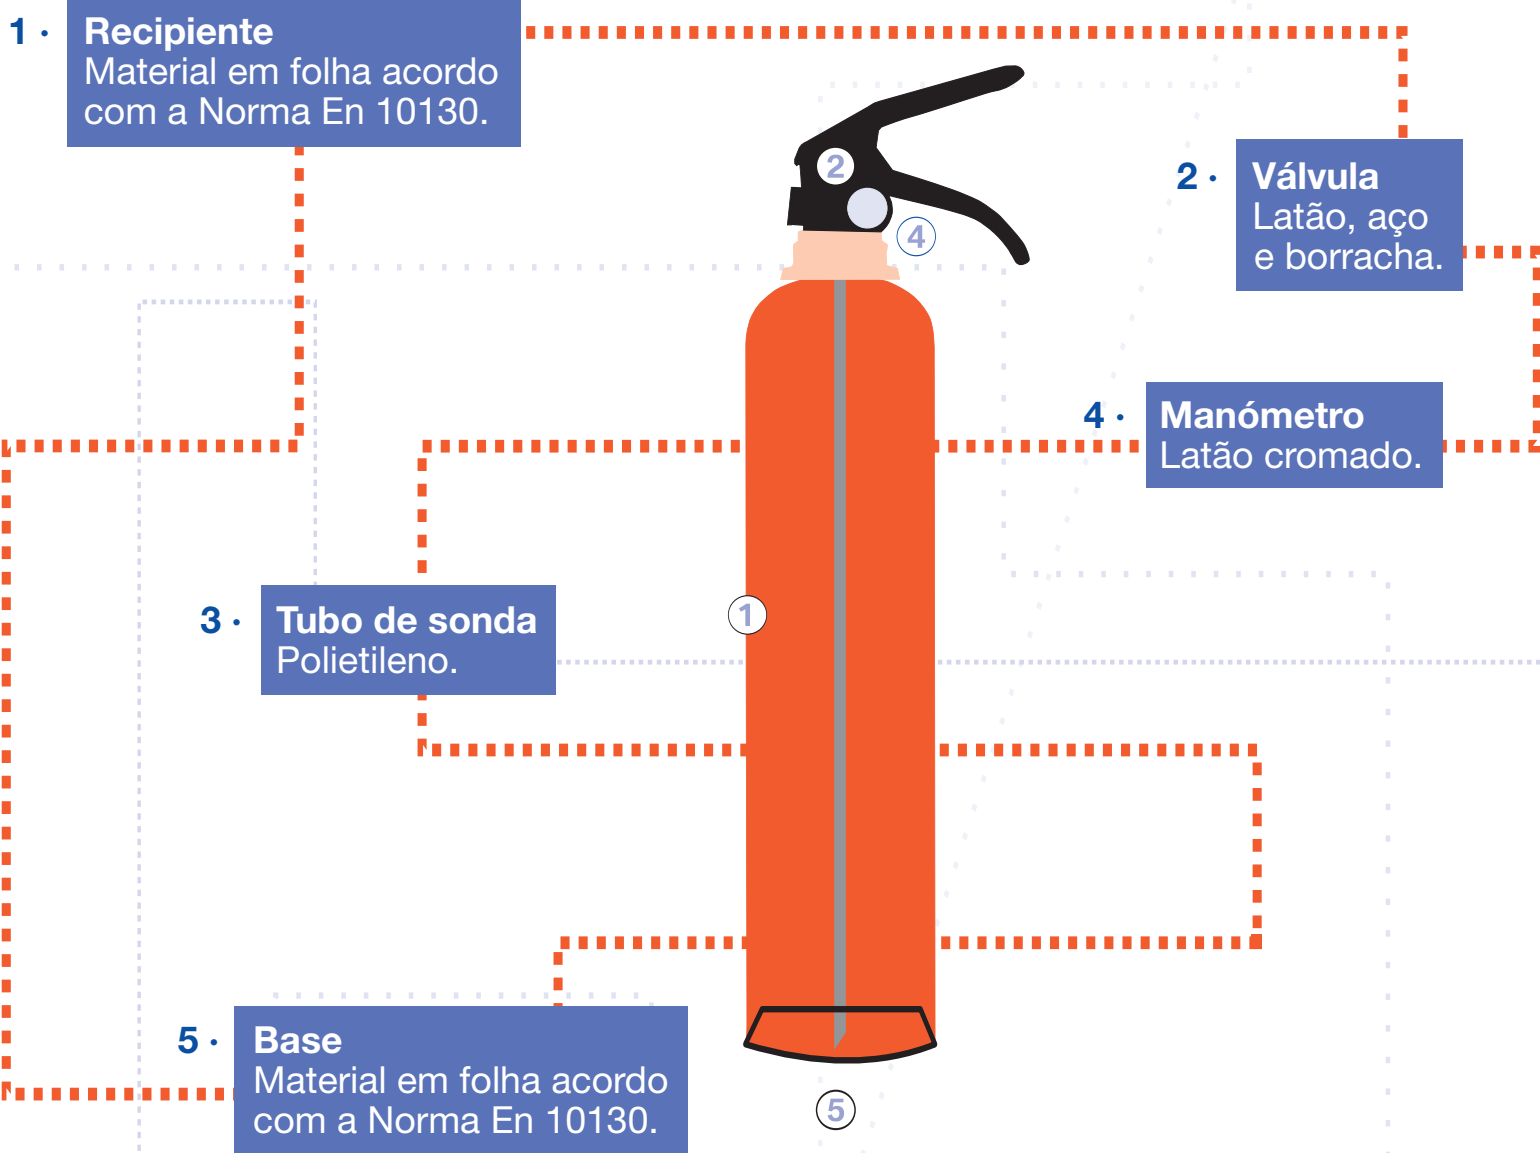 1 · Recipiente
Material em folha acordo
com a Norma En 10130.
2
4
2 · Válvula
Latão, aço
e borracha.
4 · Manómetro
Latão cromado.
3 · Tubo de sonda
Polietileno.
1
5 · Base
Material em folha acordo
com a Norma En 10130.
5